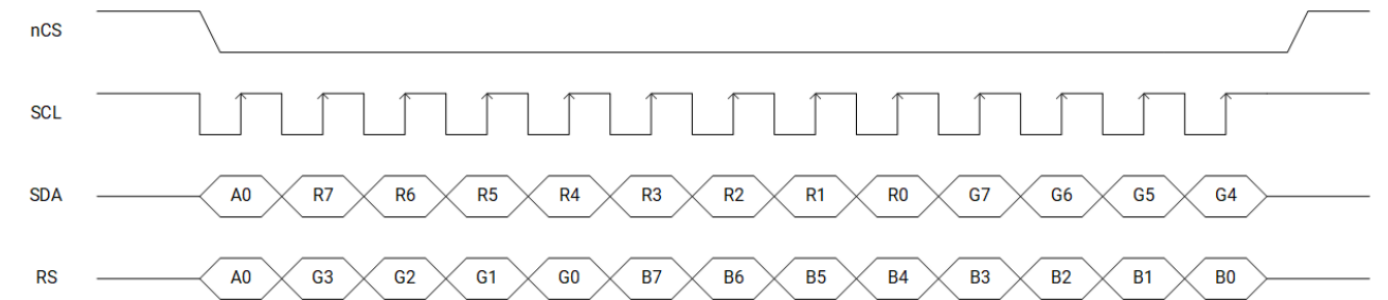 nCS
SCL
SDA A0 R7 R6 R5 R4 R3 R2 R1 R0 G7 G6 G5 G4
RS A0 G3 G2 G1 G0 B7 B6 B5 B4 B3 B2 B1 B0